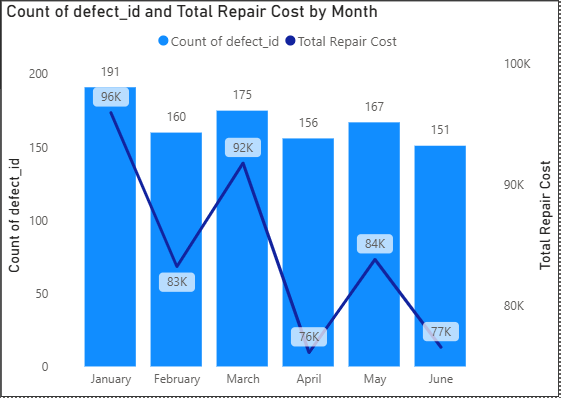 Count of defect_id and Total Repair Cost by Month
Count of defect_id Total Repair Cost
100K
200
191
96K
175
160
167
156
151
150
92K
90K
Count of defect_id
Total Repair Cost
100
84K
83K
80K
77K
76K
50
0
January February March April May June